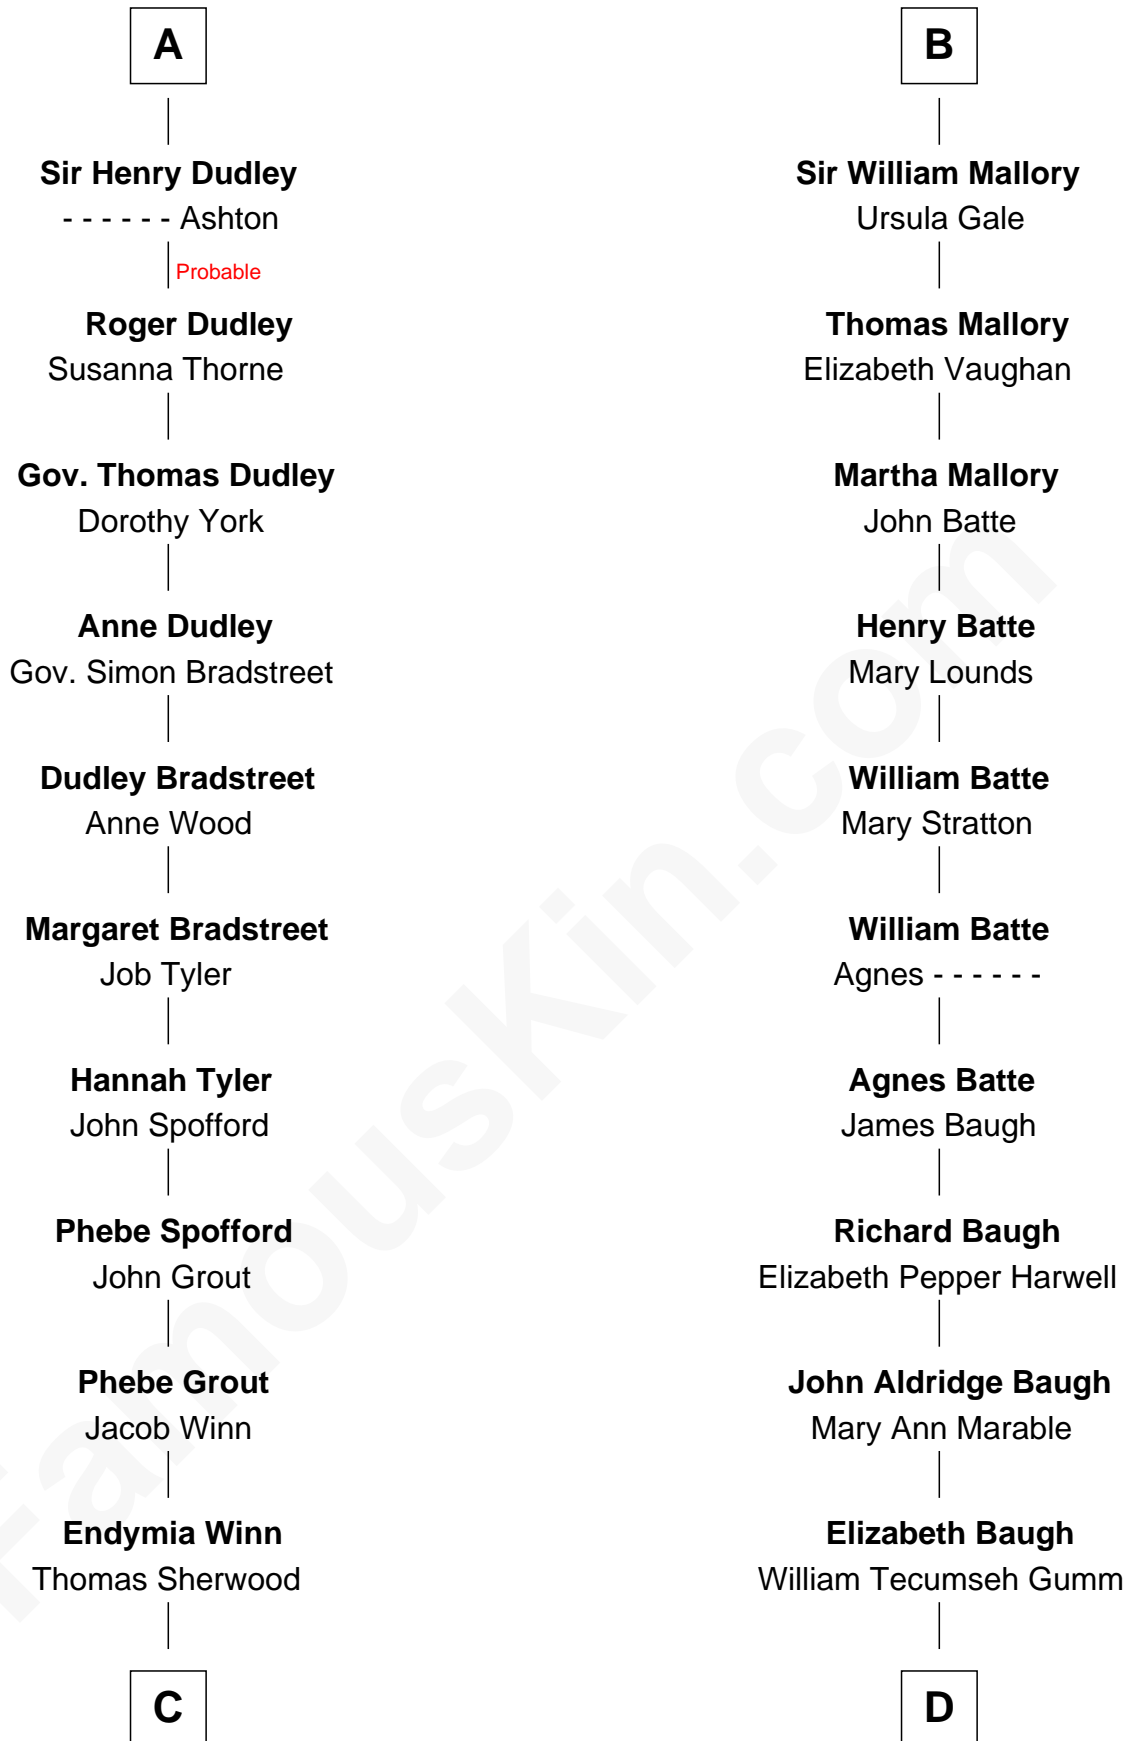 A
Sir Henry Dudley
- - - - - - Ashton
Probable
Roger Dudley
Susanna Thorne
Gov. Thomas Dudley
Dorothy York
Anne Dudley
Gov. Simon Bradstreet
Dudley Bradstreet
Anne Wood
Margaret Bradstreet
Job Tyler
Hannah Tyler
John Spofford
Phebe Spofford
John Grout
Phebe Grout
Jacob Winn
Endymia Winn
Thomas Sherwood
C
B
Sir William Mallory
Ursula Gale
Thomas Mallory
Elizabeth Vaughan
Martha Mallory
John Batte
Henry Batte
Mary Lounds
William Batte
Mary Stratton
William Batte
Agnes - - - - - -
Agnes Batte
James Baugh
Richard Baugh
Elizabeth Pepper Harwell
John Aldridge Baugh
Mary Ann Marable
Elizabeth Baugh
William Tecumseh Gumm
D
FamousKin.com